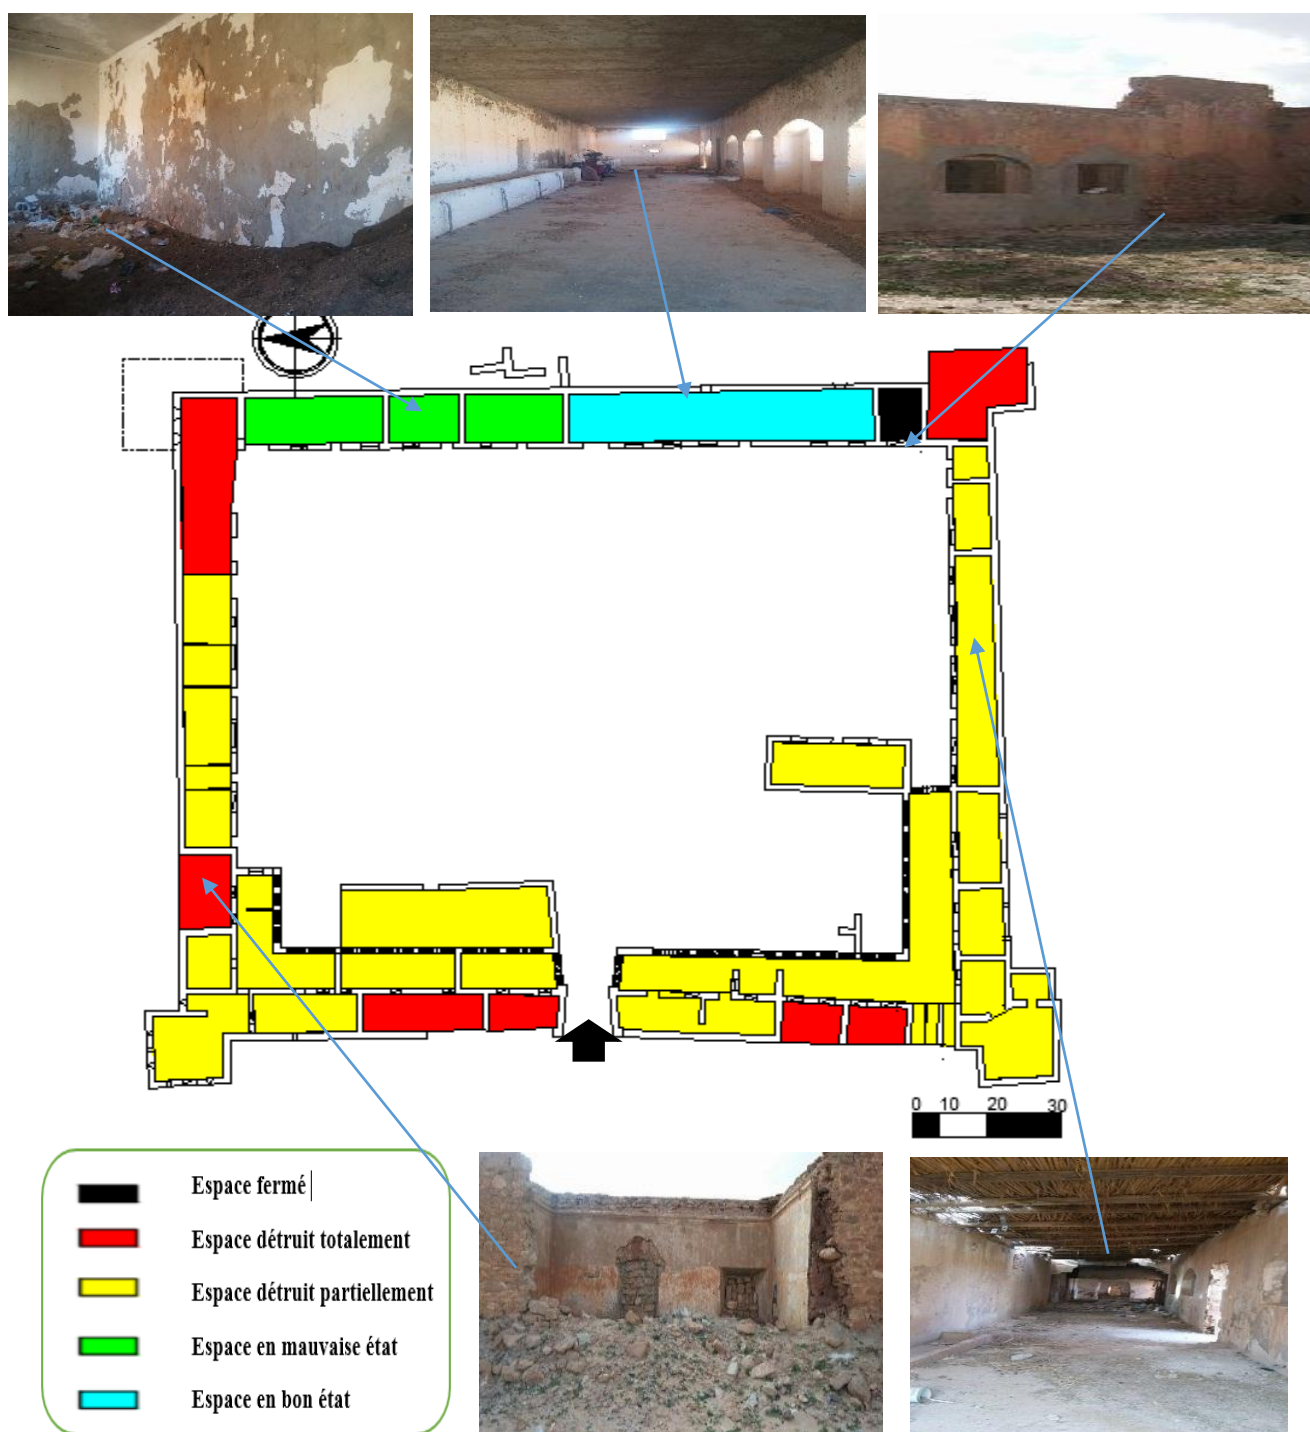 0 10 20 30
Espace fermé
Espace détruit totalement
Espace détruit partiellement
Espace en mauvaise état
Espace en bon état